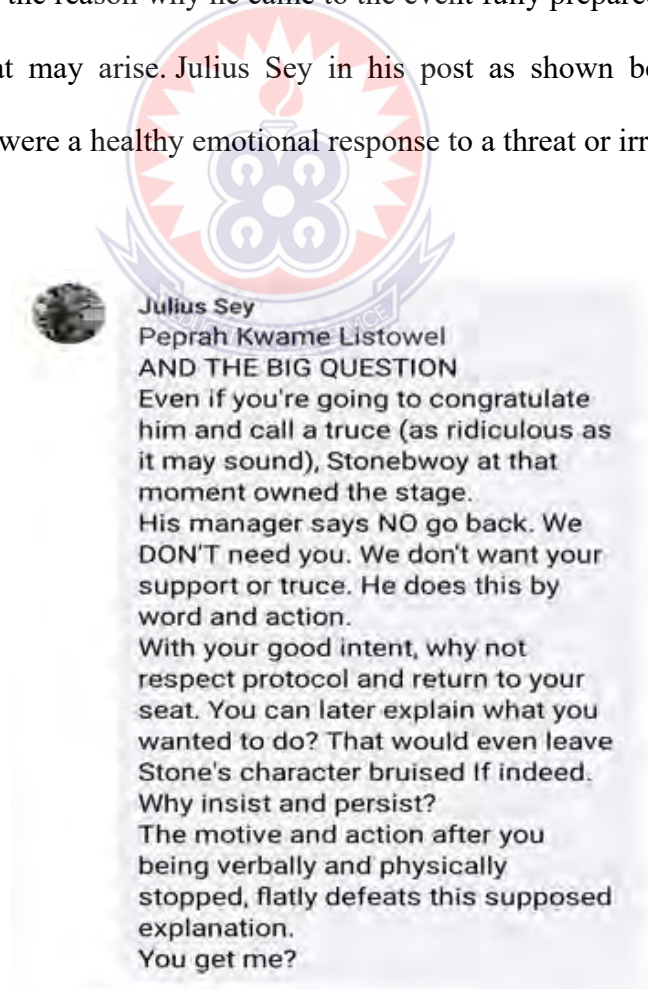 the reason why he came to the event fully prepared
at may arise. Julius Sey in his post as shown be
were a healthy emotional response to a threat or irr
Julius Sey
Peprah Kwame Listowel
AND THE BIG QUESTION
Even if you're going to congratulate
him and call a truce (as ridiculous as
it may sound), Stonebwoy at that
moment owned the stage.
His manager says NO go back. We
DON'T need you. We don't want your
support or truce. He does this by
word and action.
With your good intent, why not
respect protocol and return to your
seat. You can later explain what you
wanted to do? That would even leave
Stone's character bruised If indeed.
Why insist and persist?
The motive and action after you
being verbally and physically
stopped, flatly defeats this supposed
explanation.
You get me?